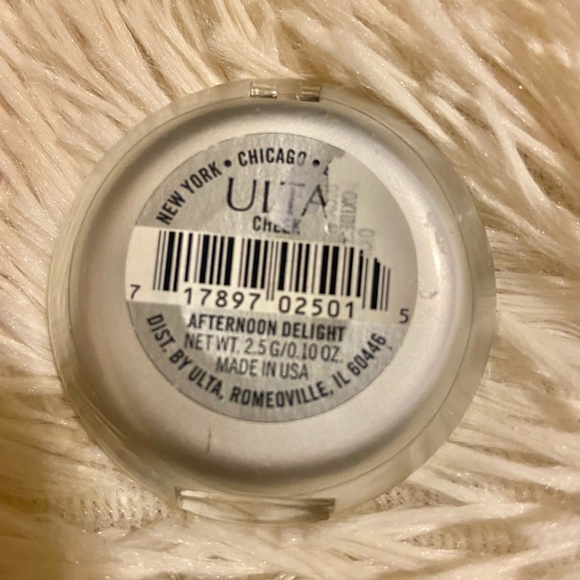 NEW YORK • CHICAGO •
ULTA
CHEEK
7 17897 02501 5
AFTERNOON DELIGHT
NET WT. 2.5 G/0.10 OZ.
MADE IN USA
DIST. BY ULTA, ROMEOVILLE, IL 60446